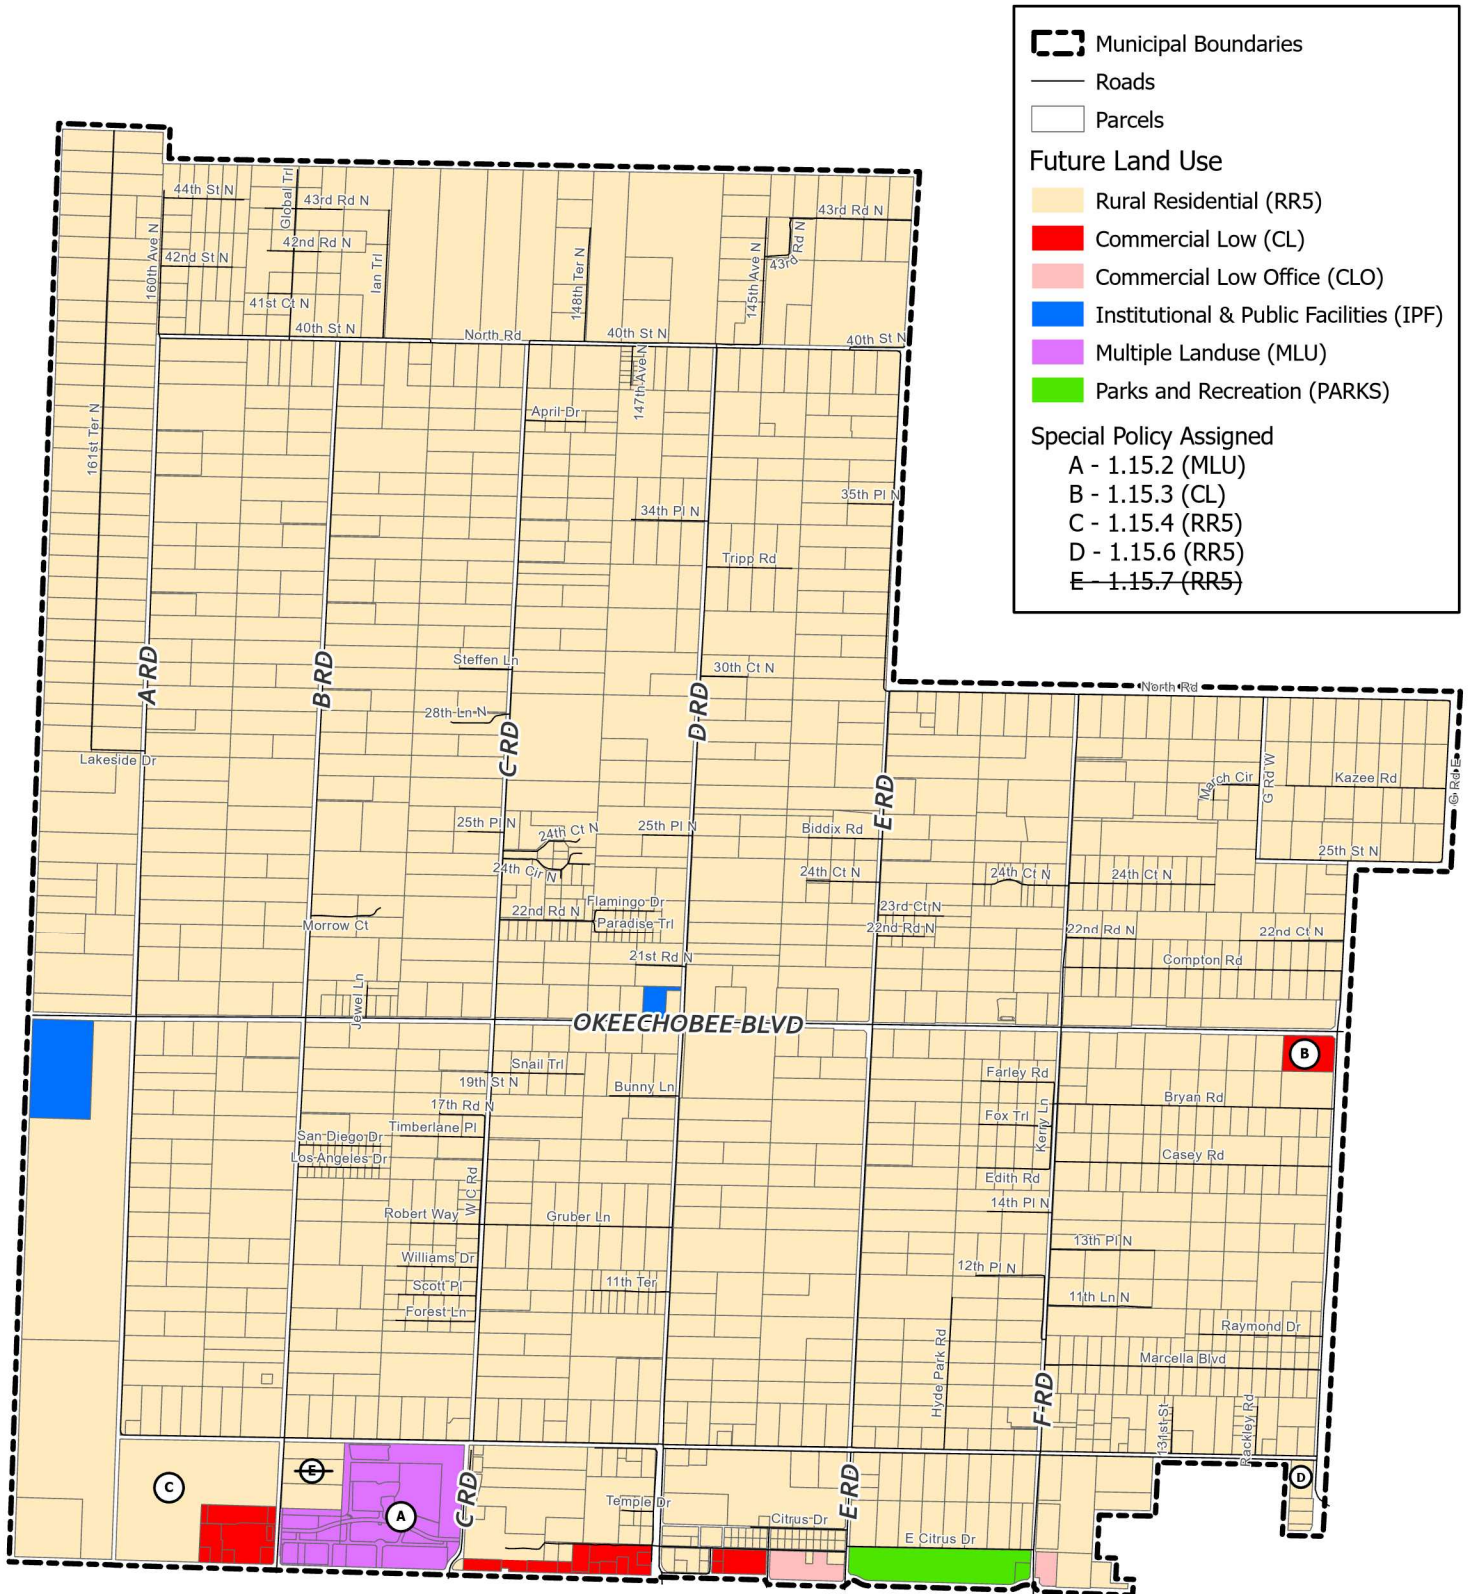 Municipal Boundaries
Roads
Parcels
Future Land Use
Rural Residential (RR5)
Commercial Low (CL)
Commercial Low Office (CLO)
Institutional & Public Facilities (IPF)
Multiple Landuse (MLU)
Parks and Recreation (PARKS)
Special Policy Assigned
A - 1.15.2 (MLU)
B - 1.15.3 (CL)
C - 1.15.4 (RR5)
D - 1.15.6 (RR5)
E - 1.15.7 (RR5)
44th St N
Global Trl
43rd Rd N
43rd Rd N
43rd Rd N
42nd Rd N
42nd St N
160th Ave N
Ian Trl
148th Ter N
145th Ave N
41st Ct N
40th St N
North Rd
40th St N
40th St N
147th Ave N
April Dr
161st Ter N
35th Pl N
34th Pl N
Tripp Rd
A RD
B RD
Steffen Ln
30th Ct N
D RD
North Rd
28th Ln N
C RD
Lakeside Dr
March Cir
G Rd W
Kazee Rd
G Rd E
E RD
25th Pl N
24th Ct N
25th Pl N
Biddix Rd
25th St N
24th Cir N
24th Ct N
24th Ct N
24th Ct N
Flamingo Dr
22nd Rd N
Paradise Trl
23rd Ct N
22nd Rd N
22nd Rd N
22nd Ct N
Morrow Ct
21st Rd N
Compton Rd
Jewel Ln
OKEECHOBEE BLVD
B
Snail Trl
19th St N
Bunny Ln
Farley Rd
17th Rd N
Bryan Rd
Timberlane Pl
Fox Trl
Kerry Ln
San Diego Dr
Los Angeles Dr
Casey Rd
W C Rd
Edith Rd
14th Pl N
Robert Way
Gruber Ln
13th Pl N
Williams Dr
12th Pl N
Scott Pl
11th Ter
11th Ln N
Forest Ln
Raymond Dr
Hyde Park Rd
Marcella Blvd
F RD
131st St
Rackley Rd
E
D
C
A
C RD
E RD
Temple Dr
Citrus Dr
E Citrus Dr